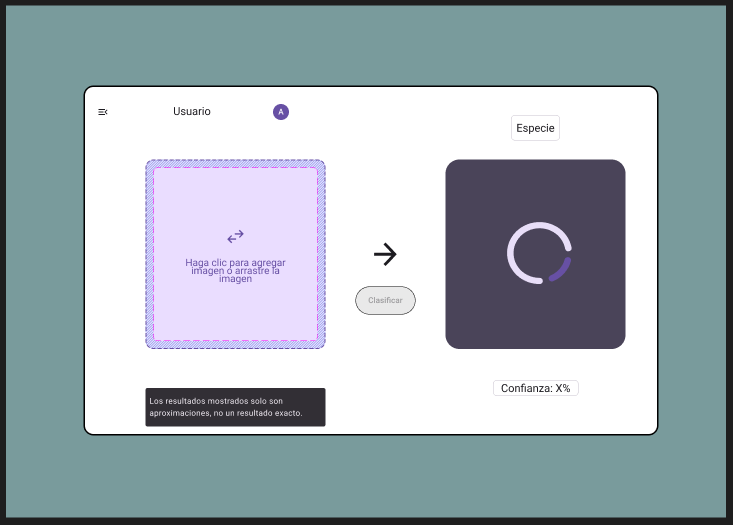 Usuario
A
Especie
Haga clic para agregar
imagen o arrastre la
imagen
Clasificar
Confianza: X%
Los resultados mostrados solo son
aproximaciones, no un resultado exacto.